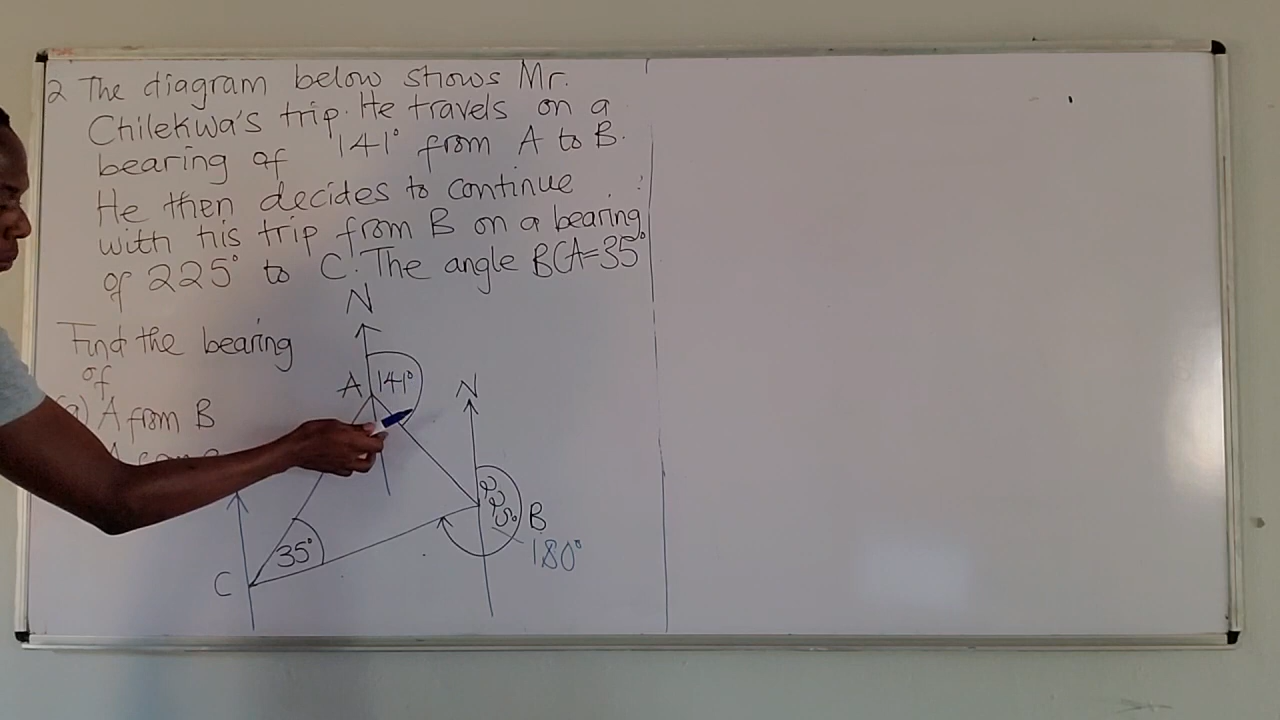 2 The diagram below shows Mr.
Chilekwa's trip. He travels on a
bearing of 141° from A to B.
He then decides to continue
with his trip from B on a bearing
of 225° to C. The angle BCA=35°
Find the bearing
of
(a) A from B
N
A 141°
N
225°
B
180°
35°
C